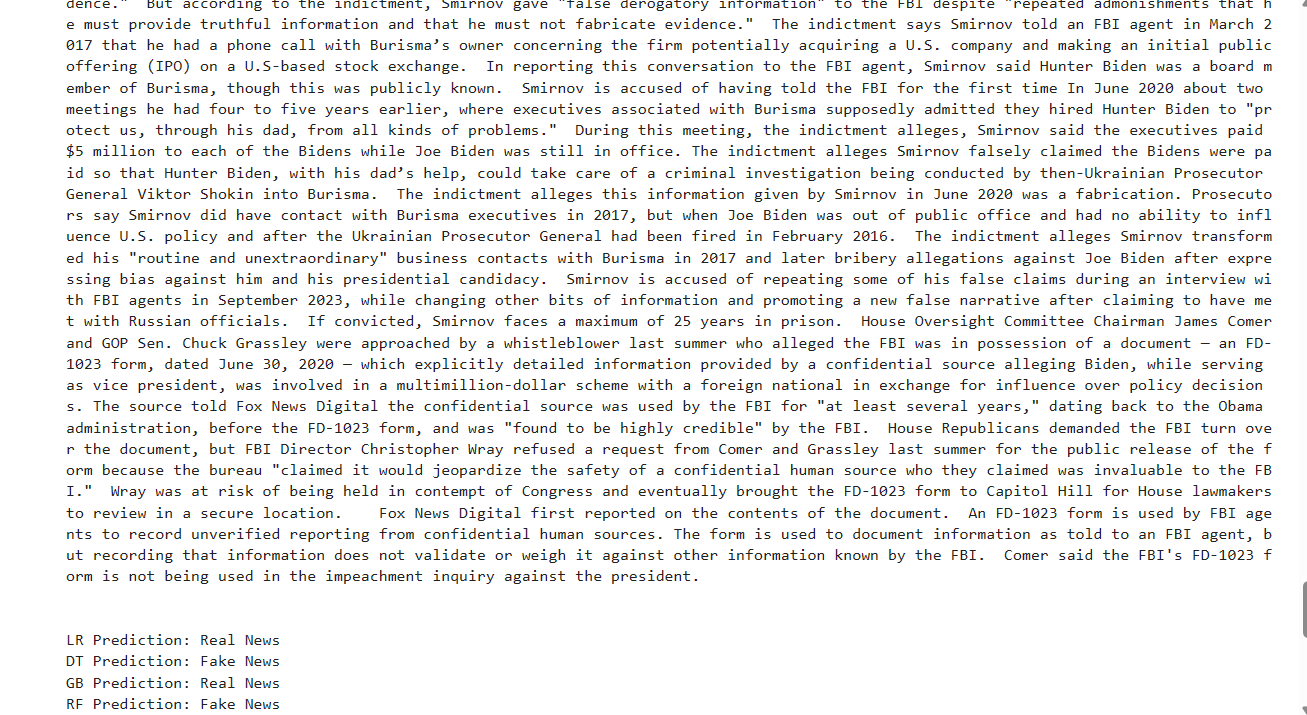 dence."  But according to the indictment, Smirnov gave "false derogatory information" to the FBI despite "repeated admonishments that h
e must provide truthful information and that he must not fabricate evidence."  The indictment says Smirnov told an FBI agent in March 2
017 that he had a phone call with Burisma’s owner concerning the firm potentially acquiring a U.S. company and making an initial public
offering (IPO) on a U.S-based stock exchange.  In reporting this conversation to the FBI agent, Smirnov said Hunter Biden was a board m
ember of Burisma, though this was publicly known.  Smirnov is accused of having told the FBI for the first time In June 2020 about two
meetings he had four to five years earlier, where executives associated with Burisma supposedly admitted they hired Hunter Biden to "pr
otect us, through his dad, from all kinds of problems."  During this meeting, the indictment alleges, Smirnov said the executives paid
$5 million to each of the Bidens while Joe Biden was still in office. The indictment alleges Smirnov falsely claimed the Bidens were pa
id so that Hunter Biden, with his dad’s help, could take care of a criminal investigation being conducted by then-Ukrainian Prosecutor
General Viktor Shokin into Burisma.  The indictment alleges this information given by Smirnov in June 2020 was a fabrication. Prosecuto
rs say Smirnov did have contact with Burisma executives in 2017, but when Joe Biden was out of public office and had no ability to infl
uence U.S. policy and after the Ukrainian Prosecutor General had been fired in February 2016.  The indictment alleges Smirnov transform
ed his "routine and unextraordinary" business contacts with Burisma in 2017 and later bribery allegations against Joe Biden after expre
ssing bias against him and his presidential candidacy.  Smirnov is accused of repeating some of his false claims during an interview wi
th FBI agents in September 2023, while changing other bits of information and promoting a new false narrative after claiming to have me
t with Russian officials.  If convicted, Smirnov faces a maximum of 25 years in prison.  House Oversight Committee Chairman James Comer
and GOP Sen. Chuck Grassley were approached by a whistleblower last summer who alleged the FBI was in possession of a document — an FD-
1023 form, dated June 30, 2020 — which explicitly detailed information provided by a confidential source alleging Biden, while serving
as vice president, was involved in a multimillion-dollar scheme with a foreign national in exchange for influence over policy decision
s. The source told Fox News Digital the confidential source was used by the FBI for "at least several years," dating back to the Obama
administration, before the FD-1023 form, and was "found to be highly credible" by the FBI.  House Republicans demanded the FBI turn ove
r the document, but FBI Director Christopher Wray refused a request from Comer and Grassley last summer for the public release of the f
orm because the bureau "claimed it would jeopardize the safety of a confidential human source who they claimed was invaluable to the FB
I."  Wray was at risk of being held in contempt of Congress and eventually brought the FD-1023 form to Capitol Hill for House lawmakers
to review in a secure location.    Fox News Digital first reported on the contents of the document.  An FD-1023 form is used by FBI age
nts to record unverified reporting from confidential human sources. The form is used to document information as told to an FBI agent, b
ut recording that information does not validate or weigh it against other information known by the FBI.  Comer said the FBI's FD-1023 f
orm is not being used in the impeachment inquiry against the president.
LR Prediction: Real News
DT Prediction: Fake News
GB Prediction: Real News
RF Prediction: Fake News